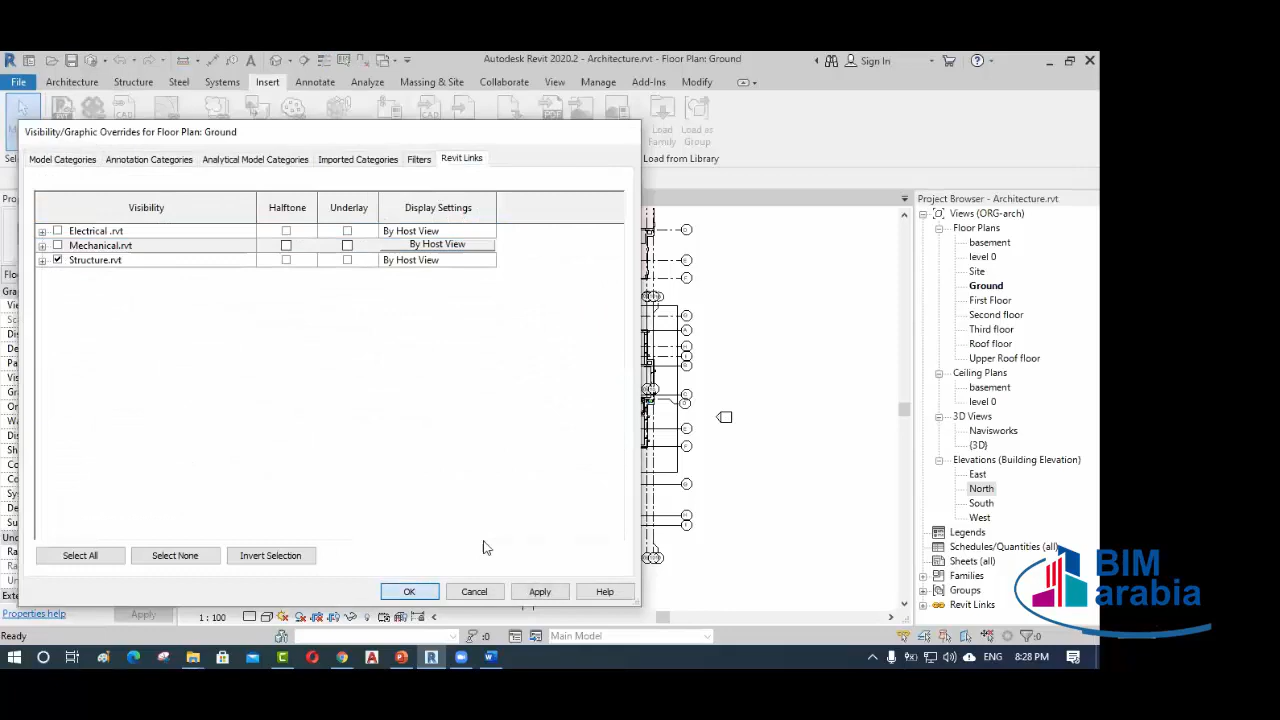 Autodesk Revit 2020.2 - Architecture.rvt - Floor Plan: Ground
Sign In
File Architecture Structure Steel Systems Insert Annotate Analyze Massing & Site Collaborate View Manage Add-Ins Modify
Load Family
Load as Group
Load from Library
Visibility/Graphic Overrides for Floor Plan: Ground
Model Categories Annotation Categories Analytical Model Categories Imported Categories Filters Revit Links
Visibility Halftone Underlay Display Settings
Electrical .rvt By Host View
Mechanical.rvt By Host View
Structure.rvt By Host View
Select All Select None Invert Selection
OK Cancel Apply Help
Properties help Apply
1 : 100
Ready :0 Main Model :0
Project Browser - Architecture.rvt
Views (ORG-arch)
Floor Plans
basement
level 0
Site
Ground
First Floor
Second floor
Third floor
Roof floor
Upper Roof floor
Ceiling Plans
basement
level 0
3D Views
Navisworks
{3D}
Elevations (Building Elevation)
East
North
South
West
Legends
Schedules/Quantities (all)
Sheets (all)
Families
Groups
Revit Links
BIM
arabia
ENG 8:28 PM